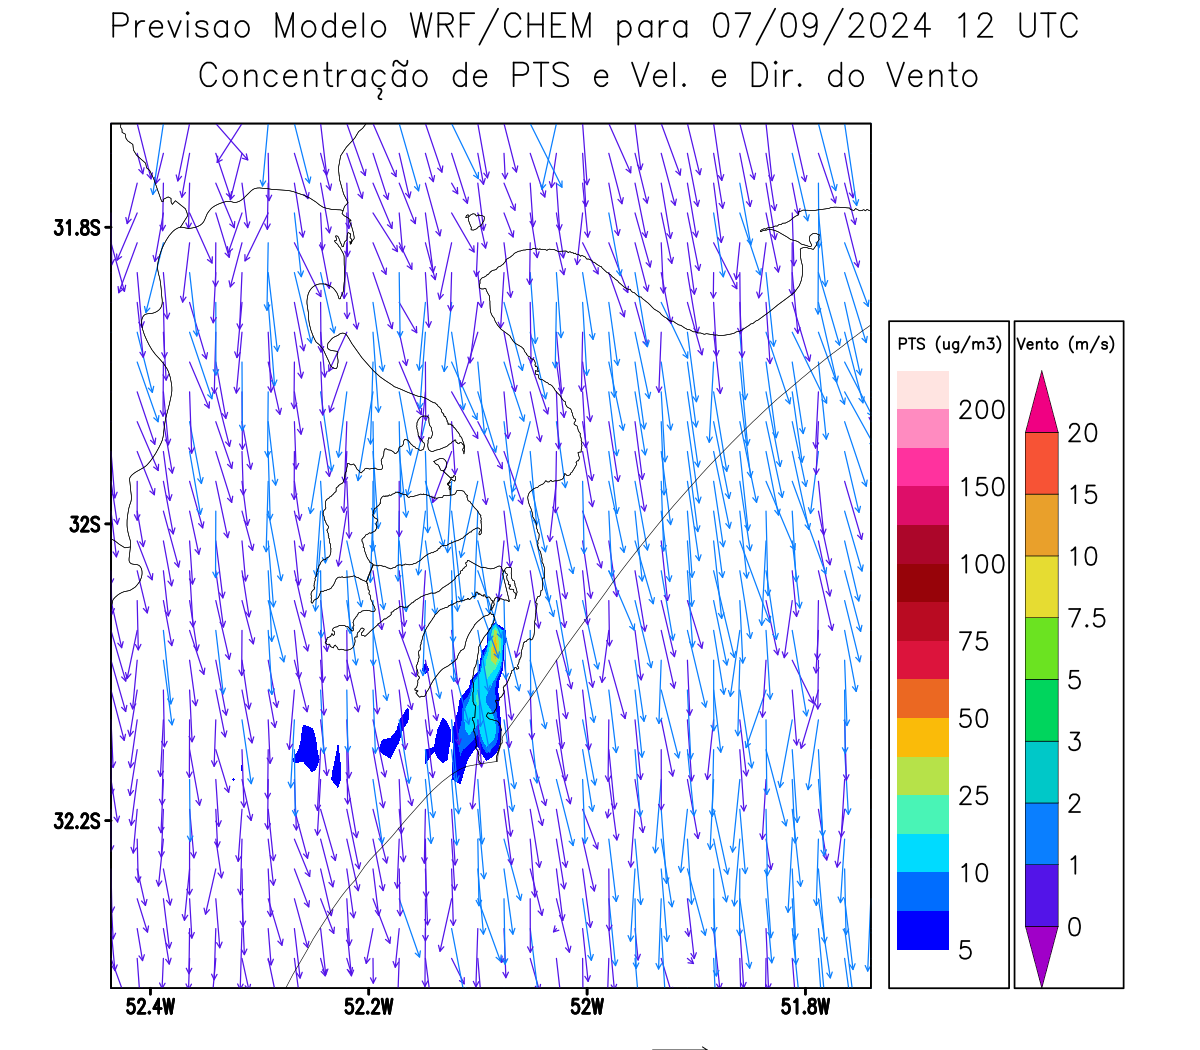 Previsao Modelo WRF/CHEM para 07/09/2024 12 UTC
Concentração de PTS e Vel. e Dir. do Vento
31.8S
32S
32.2S
52.4W
52.2W
52W
51.8W
PTS (ug/m3)
200
150
100
75
50
25
10
5
Vento (m/s)
20
15
10
7.5
5
3
2
1
0